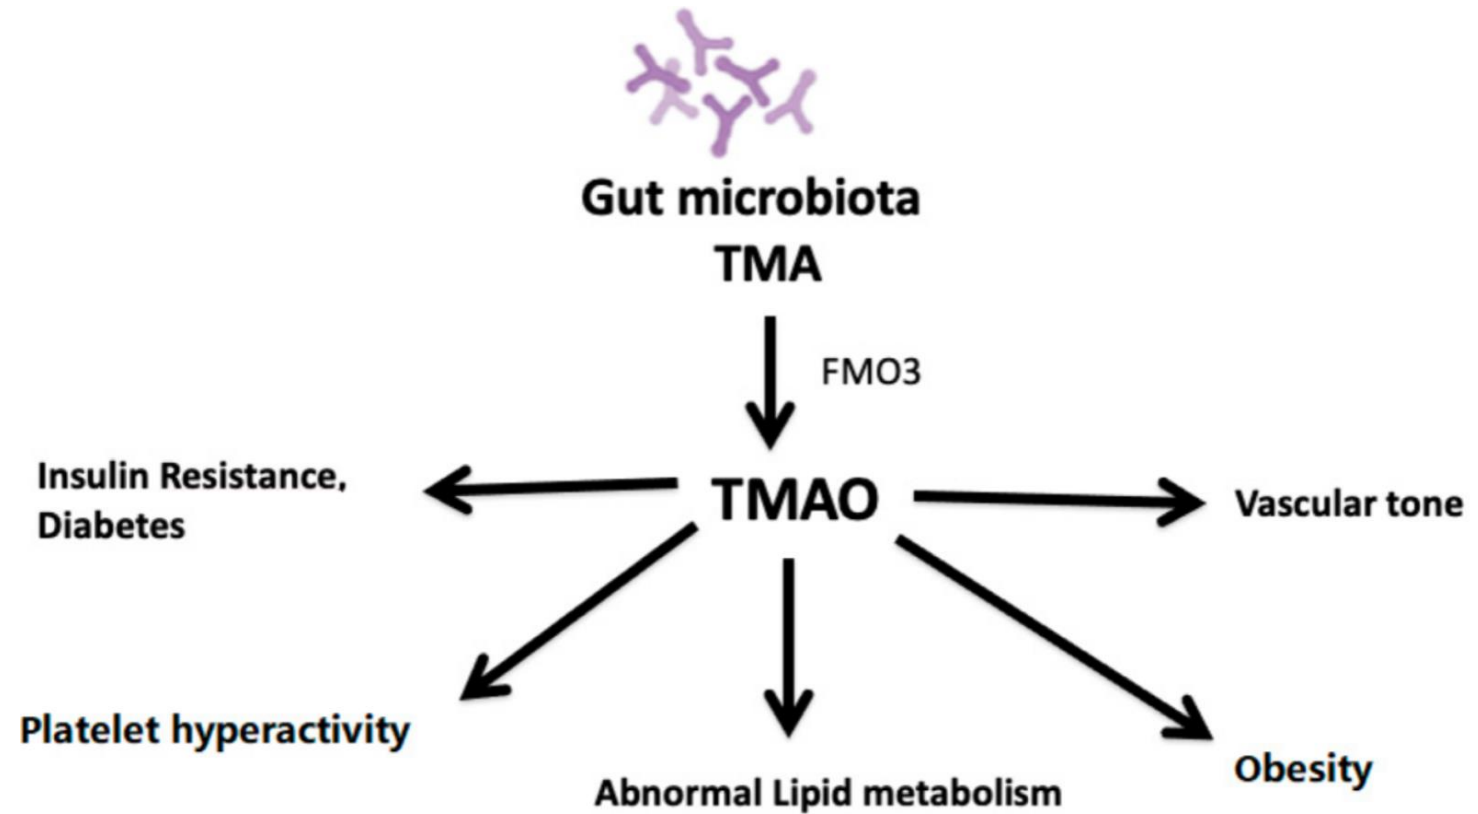 Gut microbiota
TMA
FMO3
Insulin Resistance,
Diabetes
TMAO
Vascular tone
Platelet hyperactivity
Abnormal Lipid metabolism
Obesity